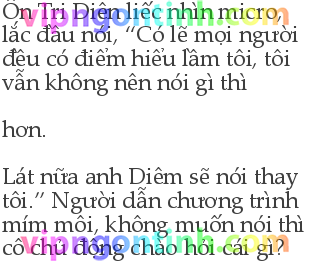 Ôn Tri Diên liếc nhìn micro,
lắc đầu nói, “Có lẽ mọi người
đều có điểm hiểu lầm tôi, tôi
vẫn không nên nói gì thì
hơn.
Lát nữa anh Diêm sẽ nói thay
tôi.” Người dẫn chương trình
mím môi, không muốn nói thì
cô chủ động chào hỏi cái gì?
vipngontinh.com
vipngontinh.com